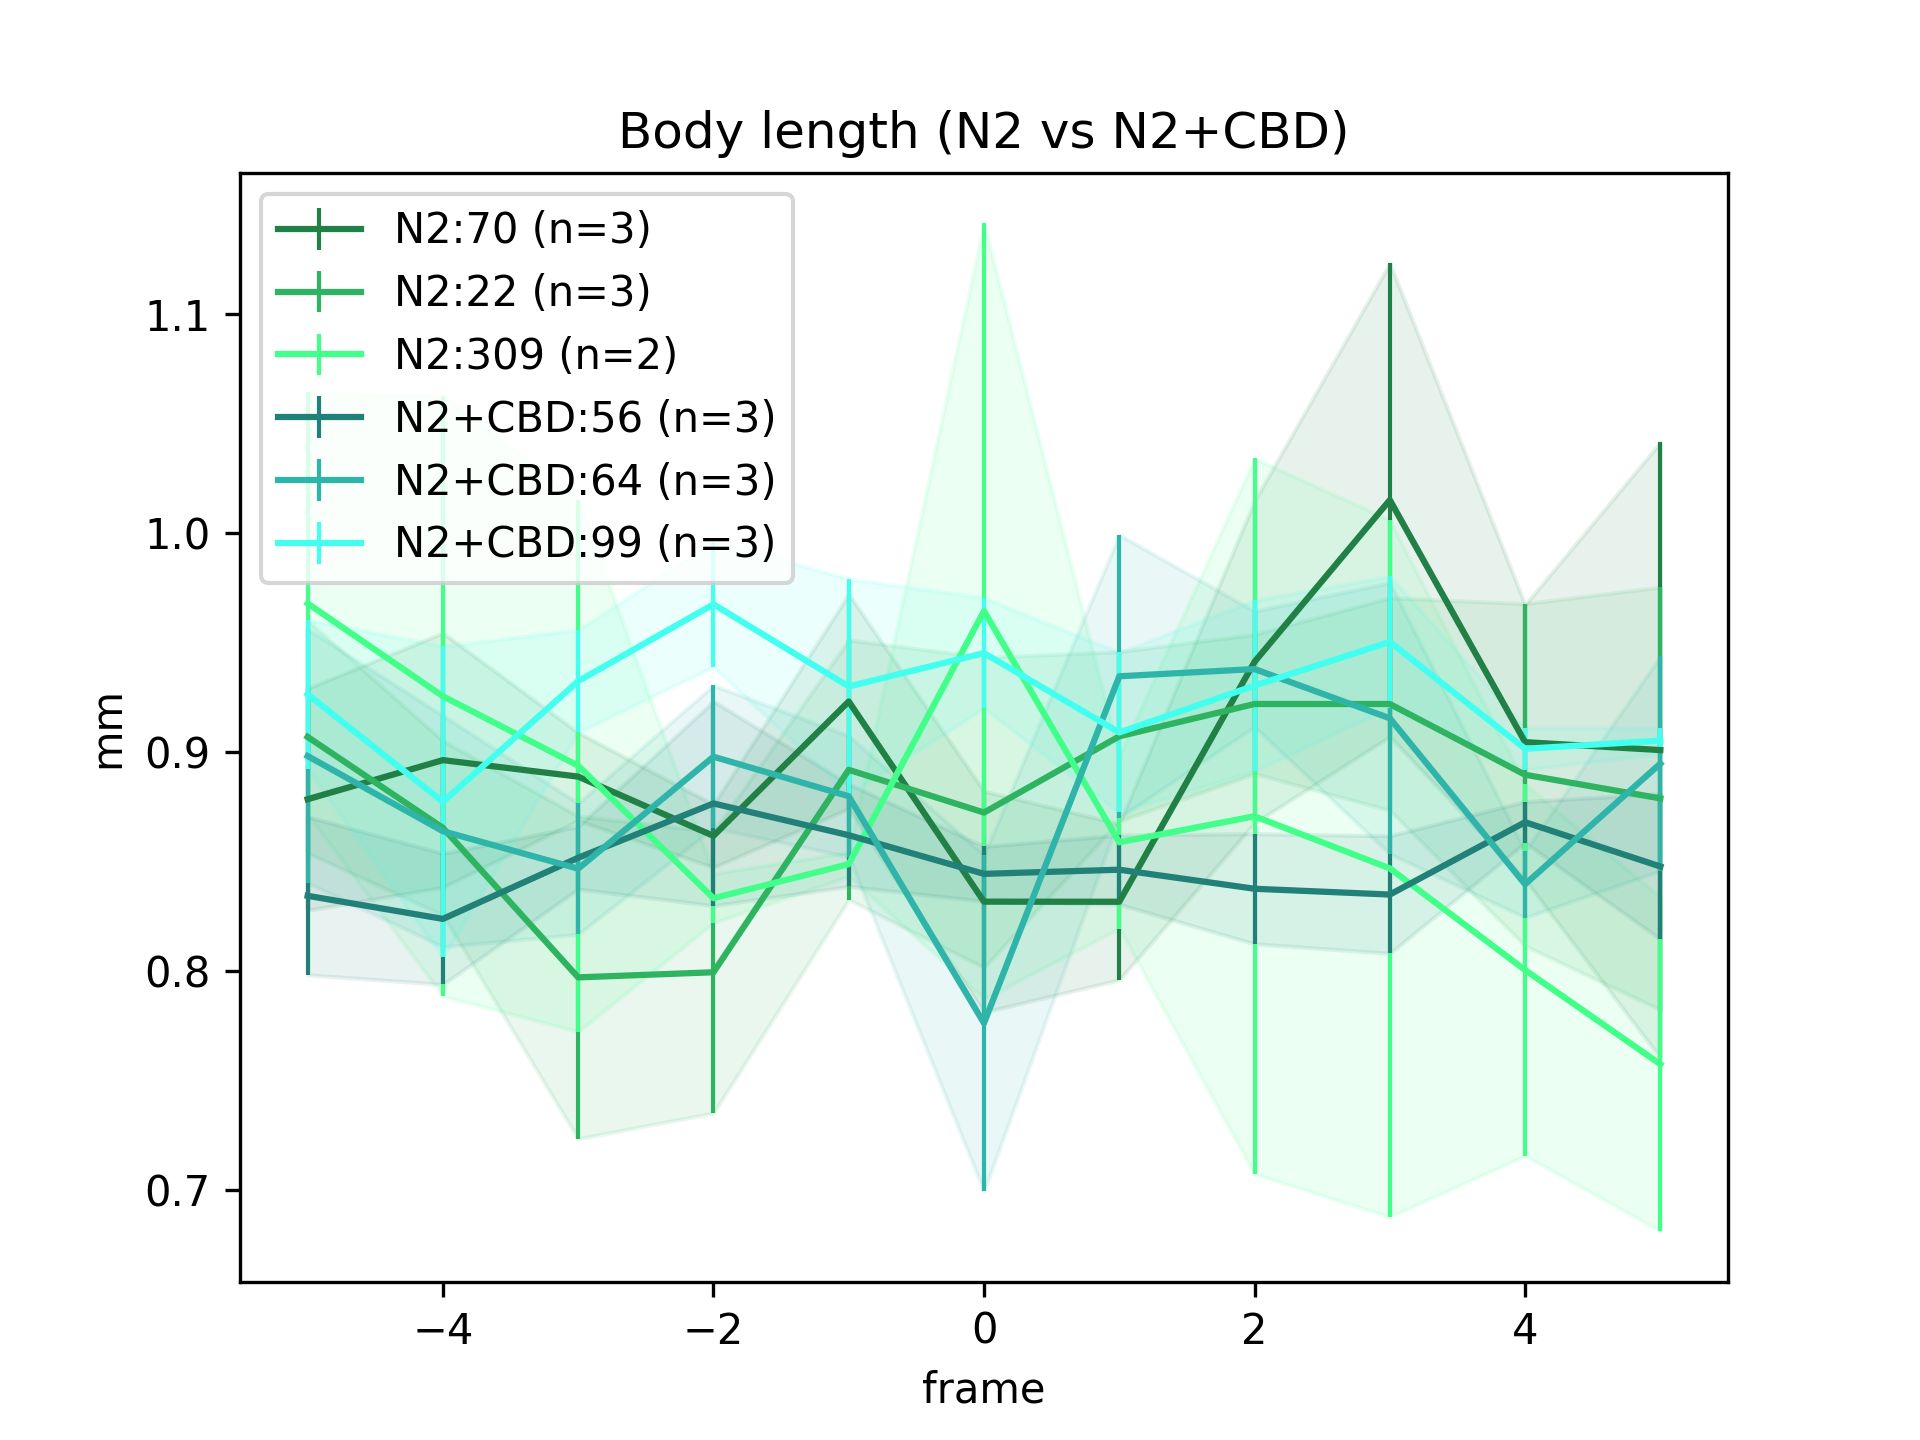 Body length (N2 vs N2+CBD)
N2:70 (n=3)
N2:22 (n=3)
N2:309 (n=2)
N2+CBD:56 (n=3)
N2+CBD:64 (n=3)
N2+CBD:99 (n=3)
mm
1.1
1.0
0.9
0.8
0.7
−4 −2 0 2 4
frame